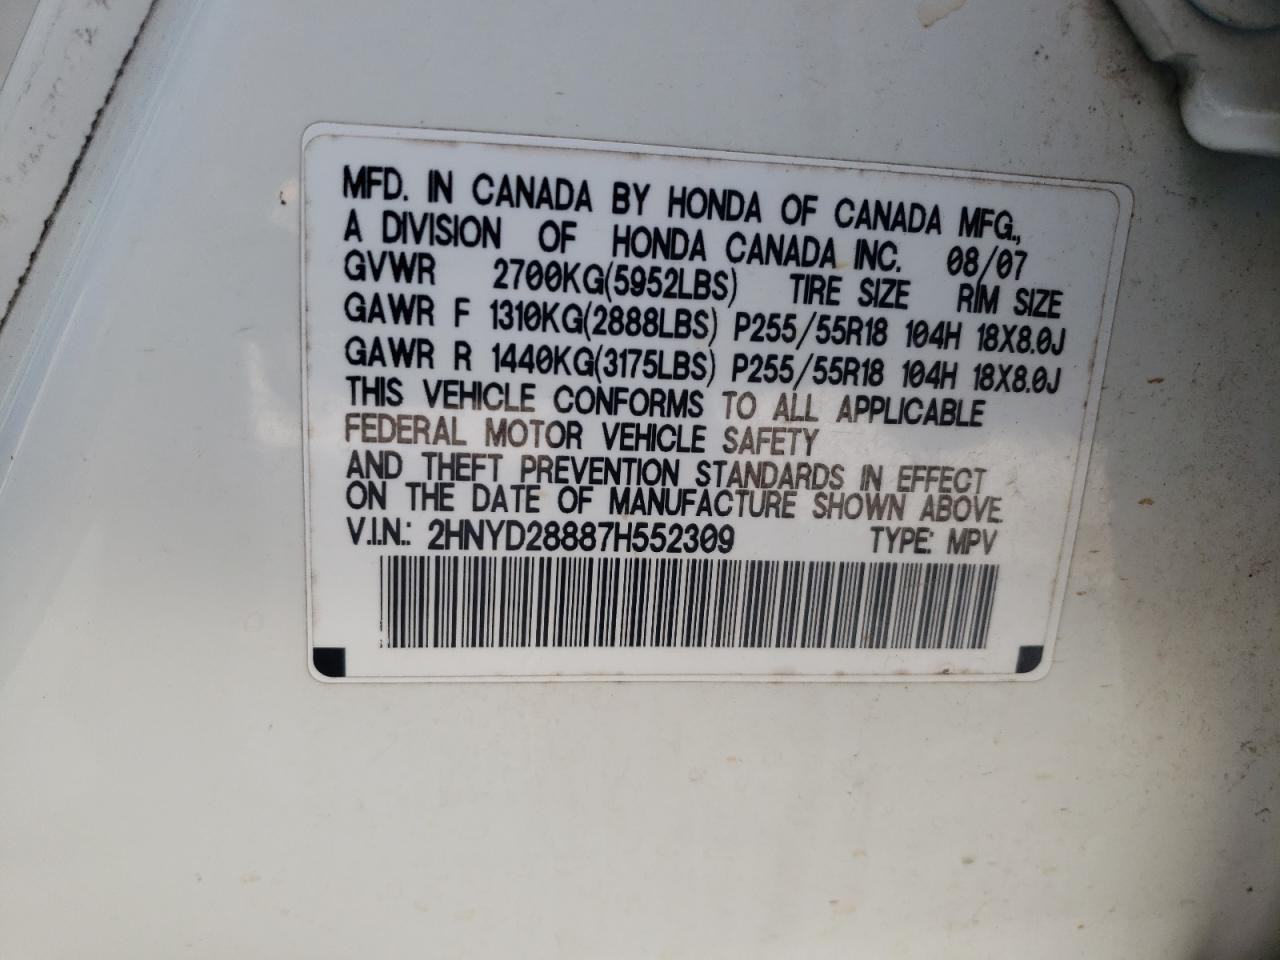 MFD. IN CANADA BY HONDA OF CANADA MFG.,
A DIVISION OF HONDA CANADA INC. 08/07
GVWR 2700KG(5952LBS) TIRE SIZE RIM SIZE
GAWR F 1310KG(2888LBS) P255/55R18 104H 18X8.0J
GAWR R 1440KG(3175LBS) P255/55R18 104H 18X8.0J
THIS VEHICLE CONFORMS TO ALL APPLICABLE
FEDERAL MOTOR VEHICLE SAFETY
AND THEFT PREVENTION STANDARDS IN EFFECT
ON THE DATE OF MANUFACTURE SHOWN ABOVE.
V.I.N.: 2HNYD28887H552309 TYPE: MPV